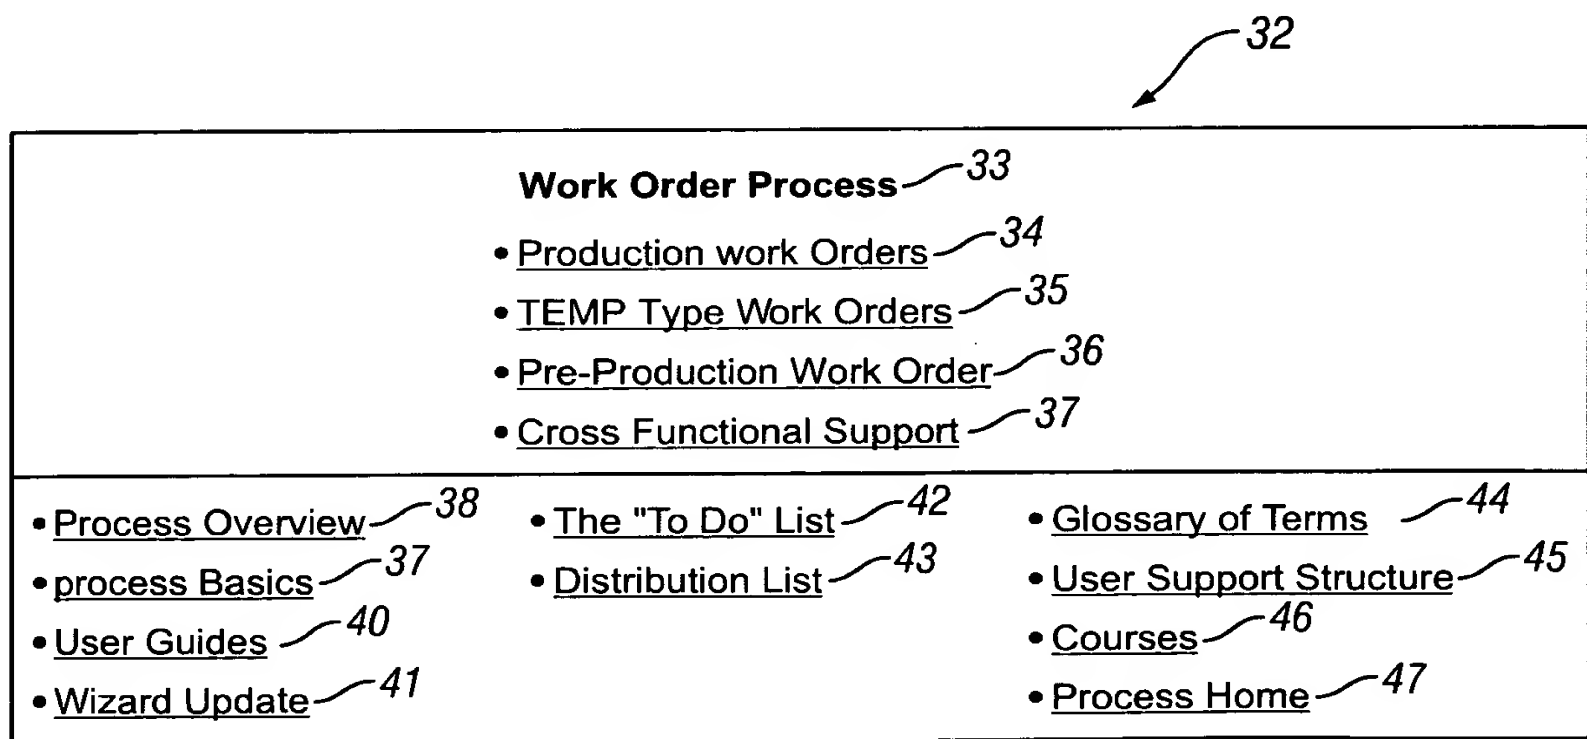 32
Work Order Process 33
• Production work Orders 34
• TEMP Type Work Orders 35
• Pre-Production Work Order 36
• Cross Functional Support 37
• Process Overview 38
• process Basics 37
• User Guides 40
• Wizard Update 41
• The "To Do" List 42
• Distribution List 43
• Glossary of Terms 44
• User Support Structure 45
• Courses 46
• Process Home 47